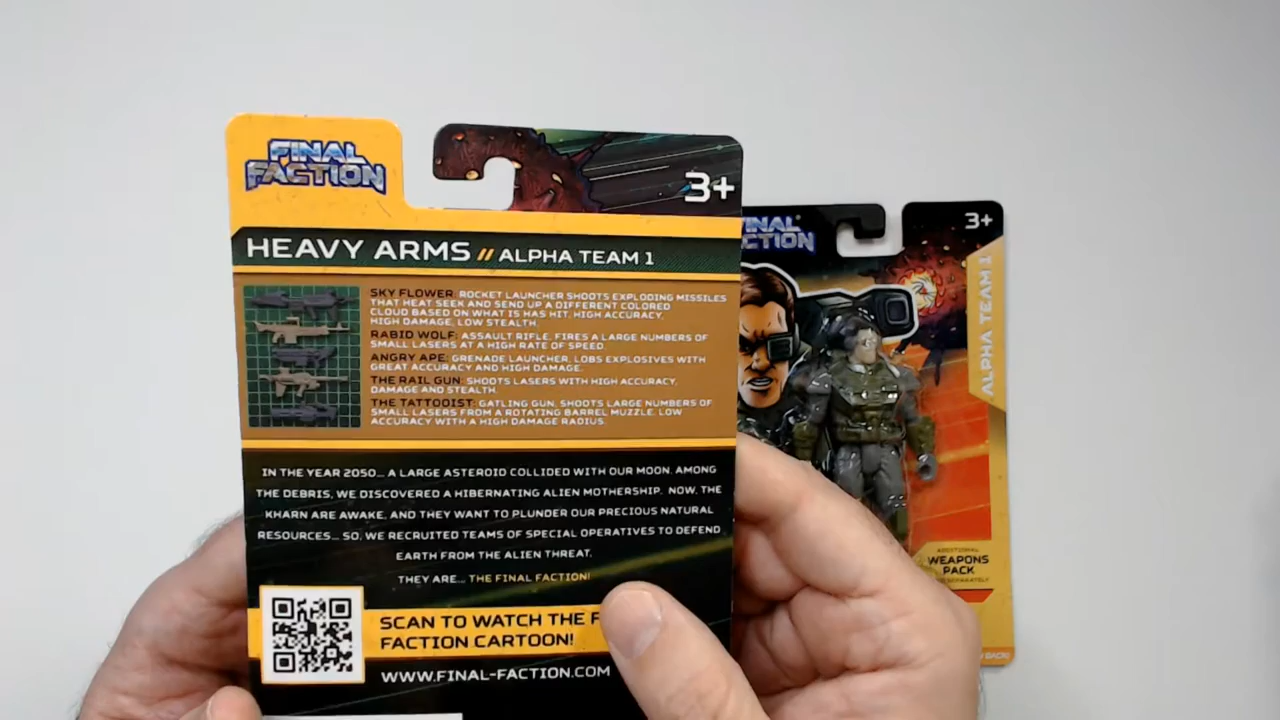 FINAL
FACTION
3+
HEAVY ARMS // ALPHA TEAM 1
SKY FLOWER: ROCKET LAUNCHER SHOOTS EXPLODING MISSILES
THAT HEAT SEEK AND SEND UP A DIFFERENT COLORED
CLOUD BASED ON WHAT IS HAS HIT. HIGH ACCURACY,
HIGH DAMAGE, LOW STEALTH.
RABID WOLF: ASSAULT RIFLE. FIRES A LARGE NUMBERS OF
SMALL LASERS AT A HIGH RATE OF SPEED.
ANGRY APE: GRENADE LAUNCHER. LOBS EXPLOSIVES WITH
GREAT ACCURACY AND HIGH DAMAGE.
THE RAIL GUN: SHOOTS LASERS WITH HIGH ACCURACY,
DAMAGE AND STEALTH.
THE TATTOOIST: GATLING GUN, SHOOTS LARGE NUMBERS OF
SMALL LASERS FROM A ROTATING BARREL MUZZLE. LOW
ACCURACY WITH A HIGH DAMAGE RADIUS.
IN THE YEAR 2050... A LARGE ASTEROID COLLIDED WITH OUR MOON. AMONG
THE DEBRIS, WE DISCOVERED A HIBERNATING ALIEN MOTHERSHIP. NOW, THE
KHARN ARE AWAKE, AND THEY WANT TO PLUNDER OUR PRECIOUS NATURAL
RESOURCES... SO, WE RECRUITED TEAMS OF SPECIAL OPERATIVES TO DEFEND
EARTH FROM THE ALIEN THREAT.
THEY ARE... THE FINAL FACTION!
SCAN TO WATCH THE F
FACTION CARTOON!
WWW.FINAL-FACTION.COM
INAL
CTION
3+
ALPHA TEAM 1
ADDITIONAL
WEAPONS
PACK
SEPARATELY
BACK!